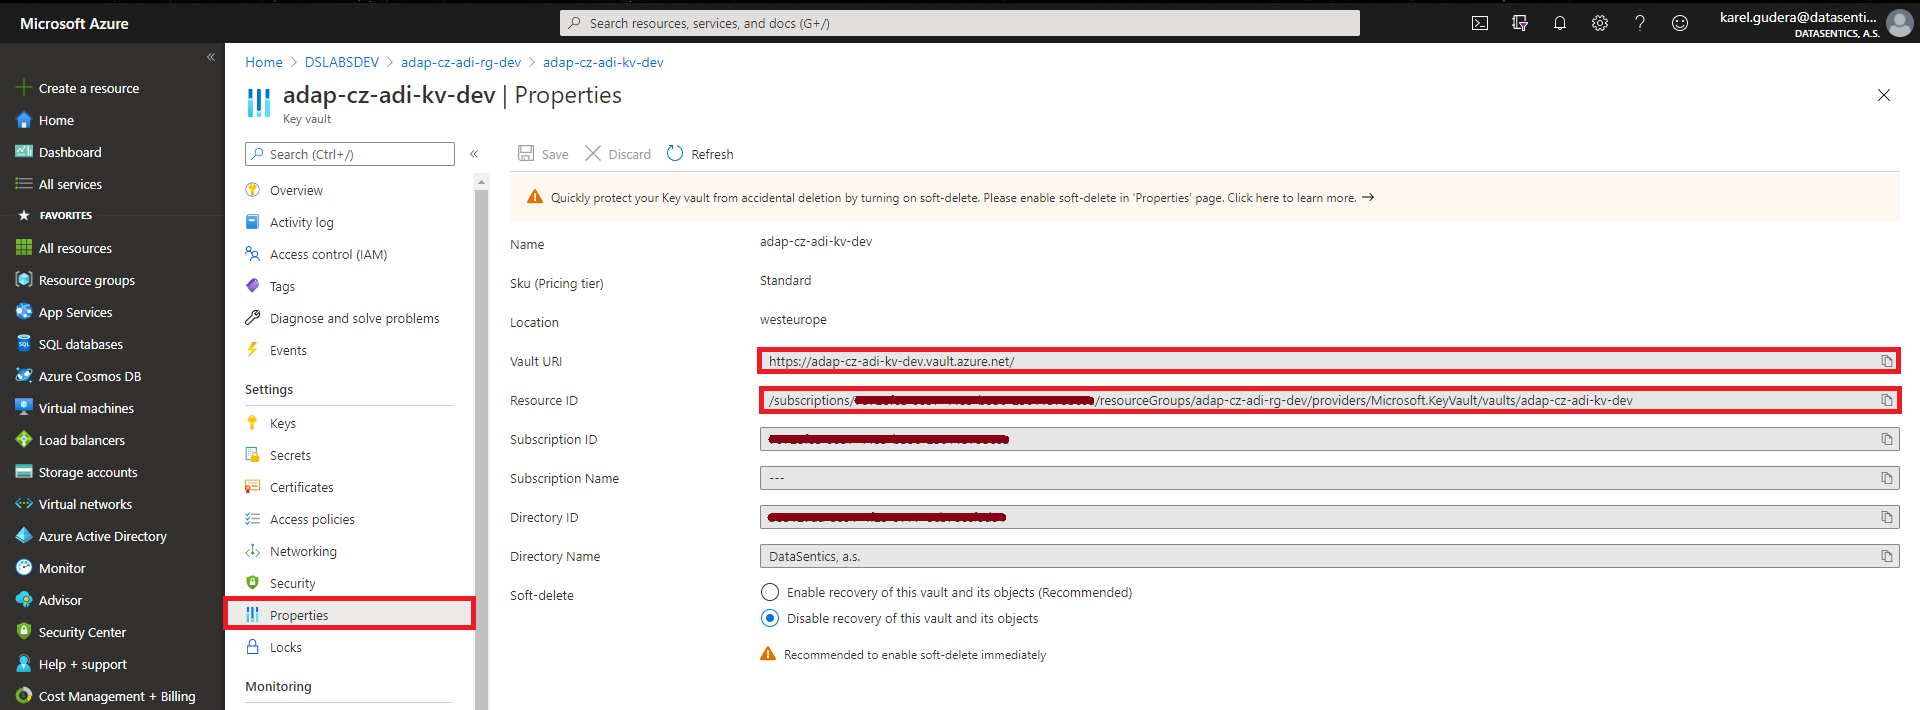 Microsoft Azure
Search resources, services, and docs (G+/)
karel.gudera@datasenti...
DATASENTICS, A.S.
Create a resource
Home
Dashboard
All services
FAVORITES
All resources
Resource groups
App Services
SQL databases
Azure Cosmos DB
Virtual machines
Load balancers
Storage accounts
Virtual networks
Azure Active Directory
Monitor
Advisor
Security Center
Help + support
Cost Management + Billing
Home > DSLABSDEV > adap-cz-adi-rg-dev > adap-cz-adi-kv-dev
adap-cz-adi-kv-dev | Properties
Key vault
Search (Ctrl+/)
Overview
Activity log
Access control (IAM)
Tags
Diagnose and solve problems
Events
Settings
Keys
Secrets
Certificates
Access policies
Networking
Security
Properties
Locks
Monitoring
Save Discard Refresh
Quickly protect your Key vault from accidental deletion by turning on soft-delete. Please enable soft-delete in 'Properties' page. Click here to learn more. →
Name adap-cz-adi-kv-dev
Sku (Pricing tier) Standard
Location westeurope
Vault URI https://adap-cz-adi-kv-dev.vault.azure.net/
Resource ID /subscriptions/ /resourceGroups/adap-cz-adi-rg-dev/providers/Microsoft.KeyVault/vaults/adap-cz-adi-kv-dev
Subscription ID
Subscription Name ---
Directory ID
Directory Name DataSentics, a.s.
Soft-delete Enable recovery of this vault and its objects (Recommended)
Disable recovery of this vault and its objects
Recommended to enable soft-delete immediately